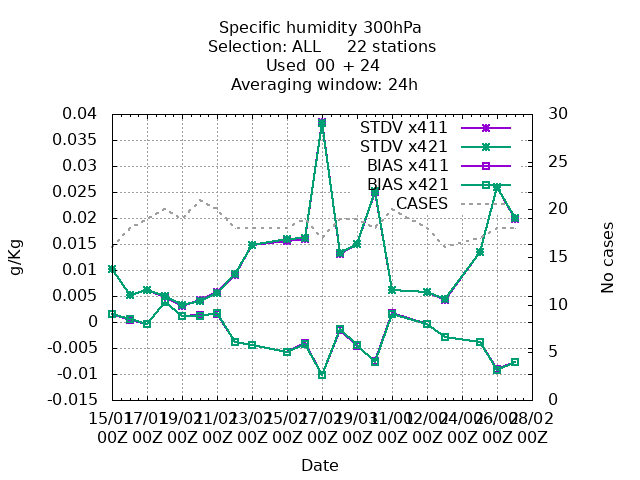 Specific humidity 300hPa
Selection: ALL 22 stations
Used 00 + 24
Averaging window: 24h
0.04
0.035
0.03
0.025
0.02
0.015
0.01
0.005
0
-0.005
-0.01
-0.015
g/Kg
STDV x411
STDV x421
BIAS x411
BIAS x421
CASES
30
25
20
15
10
5
0
No cases
15/01 17/01 19/01 21/01 23/01 25/01 27/01 29/01 31/01 02/02 04/02 06/02 08/02
00Z 00Z 00Z 00Z 00Z 00Z 00Z 00Z 00Z 00Z 00Z 00Z 00Z
Date